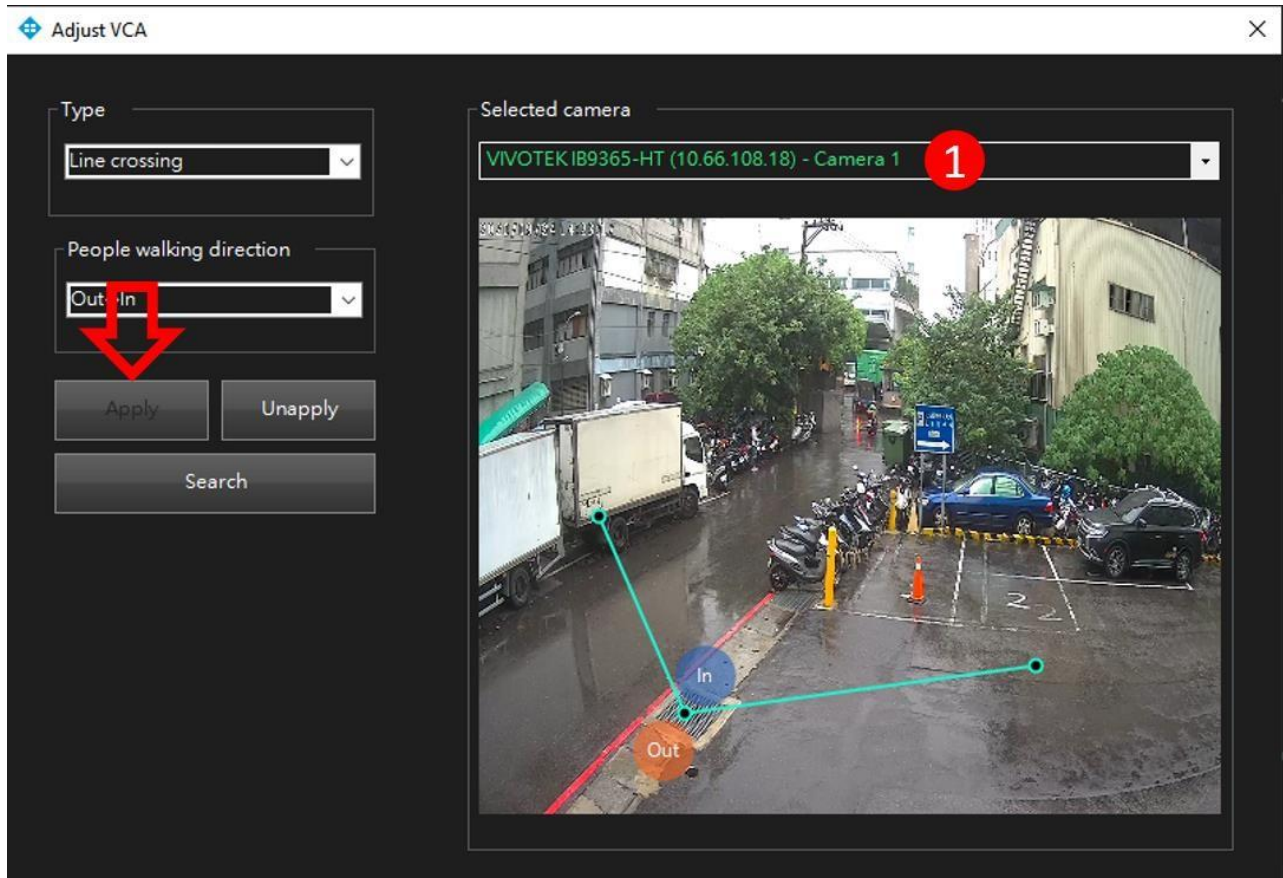 Adjust VCA
Type
Line crossing
People walking direction
Out
In
Apply
Unapply
Search
Selected camera
VIVOTEK IB9365-HT (10.66.108.18) - Camera 1
1
In
Out